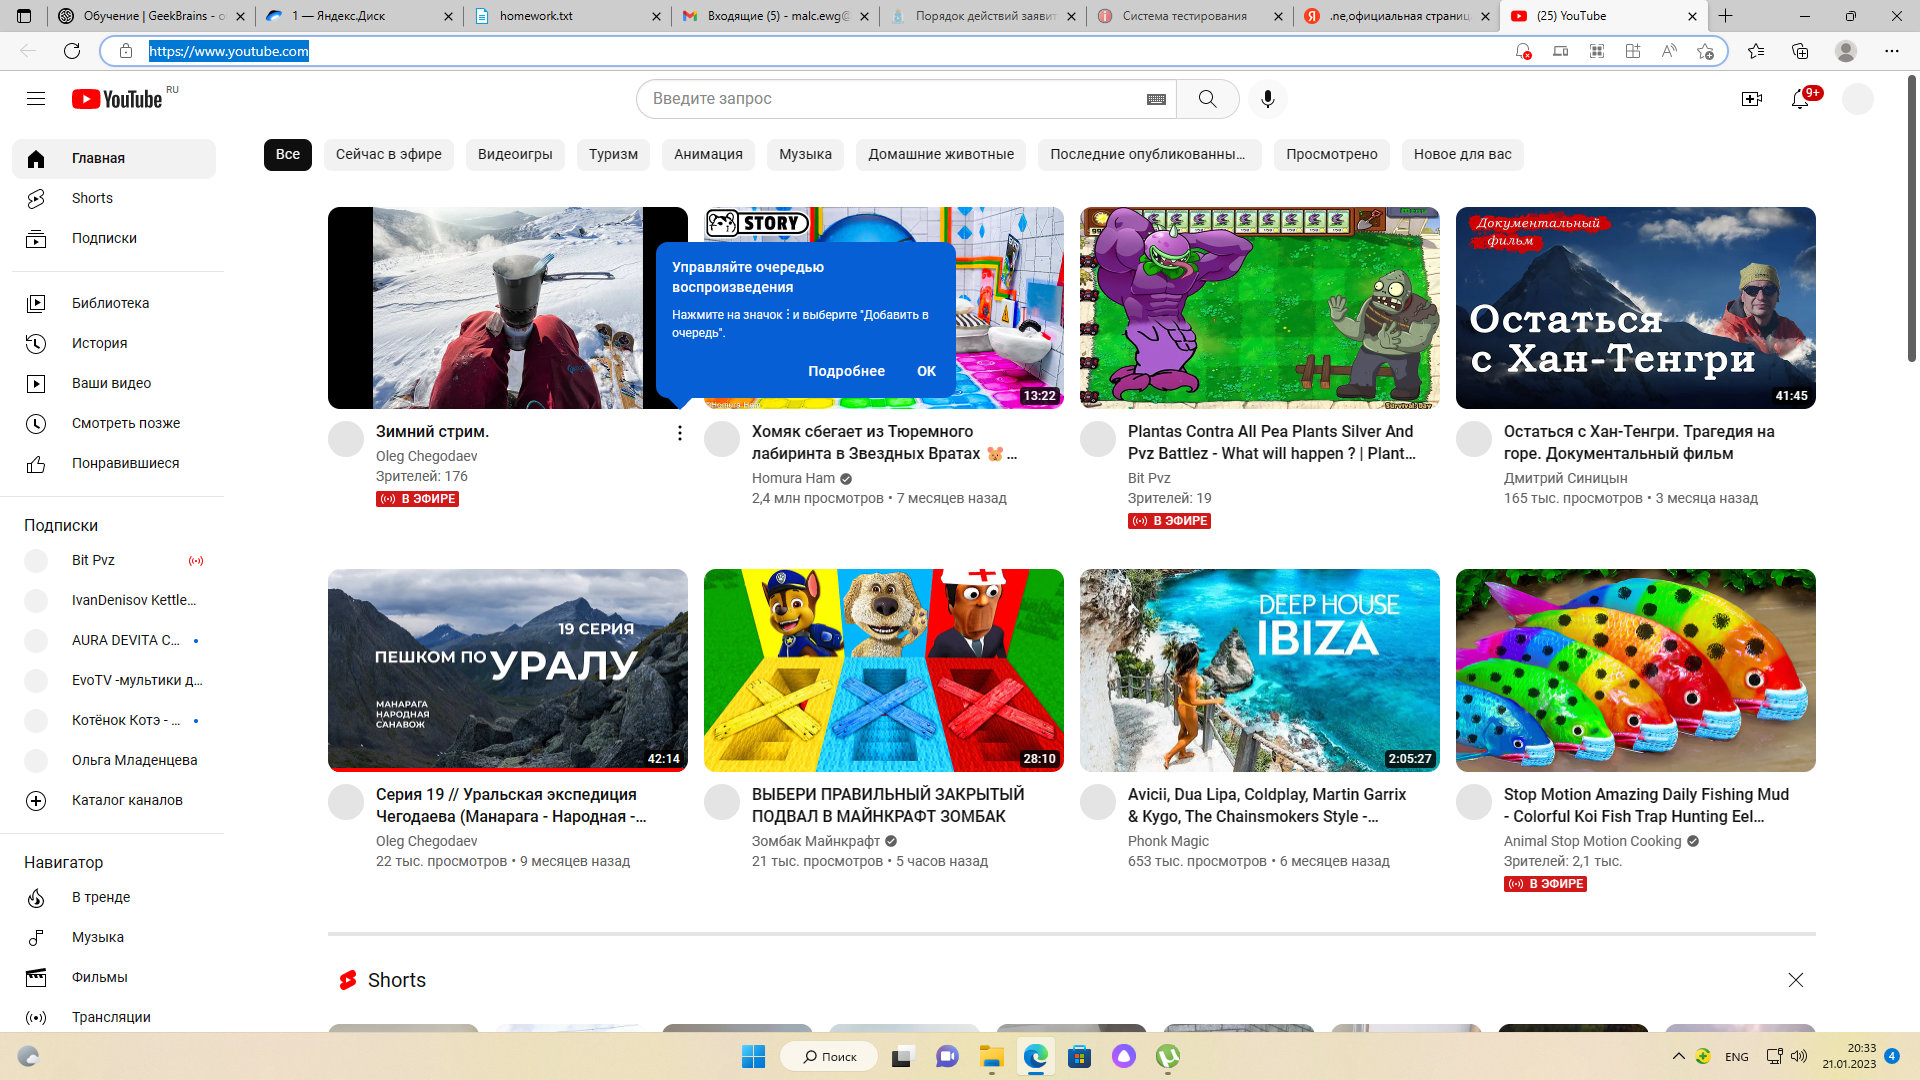 Обучение | GeekBrains - о
1 — Яндекс.Диск
homework.txt
Входящие (5) - malc.ewg@
Порядок действий заявит
Система тестирования
.ne,официальная страниц
(25) YouTube
https://www.youtube.com
YouTube RU
Введите запрос
9+
Главная
Shorts
Подписки
Библиотека
История
Ваши видео
Смотреть позже
Понравившиеся
Подписки
Bit Pvz
IvanDenisov Kettle...
AURA DEVITA C...
EvoTV -мультики д...
Котёнок Котэ - ...
Ольга Младенцева
Каталог каналов
Навигатор
В тренде
Музыка
Фильмы
Трансляции
Все
Сейчас в эфире
Видеоигры
Туризм
Анимация
Музыка
Домашние животные
Последние опубликованны...
Просмотрено
Новое для вас
STORY
Управляйте очередью
воспроизведения
Нажмите на значок ⋮ и выберите "Добавить в
очередь".
Подробнее
ОК
13:22
Документальный
фильм
Остаться
с Хан-Тенгри
41:45
Зимний стрим.
Oleg Chegodaev
Зрителей: 176
В ЭФИРЕ
Хомяк сбегает из Тюремного
лабиринта в Звездных Вратах 🐹...
Homura Ham
2,4 млн просмотров • 7 месяцев назад
Plantas Contra All Pea Plants Silver And
Pvz Battlez - What will happen ? | Plant...
Bit Pvz
Зрителей: 19
В ЭФИРЕ
Остаться с Хан-Тенгри. Трагедия на
горе. Документальный фильм
Дмитрий Синицын
165 тыс. просмотров • 3 месяца назад
19 СЕРИЯ
ПЕШКОМ ПО УРАЛУ
МАНАРАГА
НАРОДНАЯ
САНАВОЖ
42:14
28:10
DEEP HOUSE
IBIZA
2:05:27
Серия 19 // Уральская экспедиция
Чегодаева (Манарага - Народная -...
Oleg Chegodaev
22 тыс. просмотров • 9 месяцев назад
ВЫБЕРИ ПРАВИЛЬНЫЙ ЗАКРЫТЫЙ
ПОДВАЛ В МАЙНКРАФТ ЗОМБАК
Зомбак Майнкрафт
21 тыс. просмотров • 5 часов назад
Avicii, Dua Lipa, Coldplay, Martin Garrix
& Kygo, The Chainsmokers Style -...
Phonk Magic
653 тыс. просмотров • 6 месяцев назад
Stop Motion Amazing Daily Fishing Mud
- Colorful Koi Fish Trap Hunting Eel...
Animal Stop Motion Cooking
Зрителей: 2,1 тыс.
В ЭФИРЕ
Shorts
Поиск
ENG
20:33
21.01.2023
4